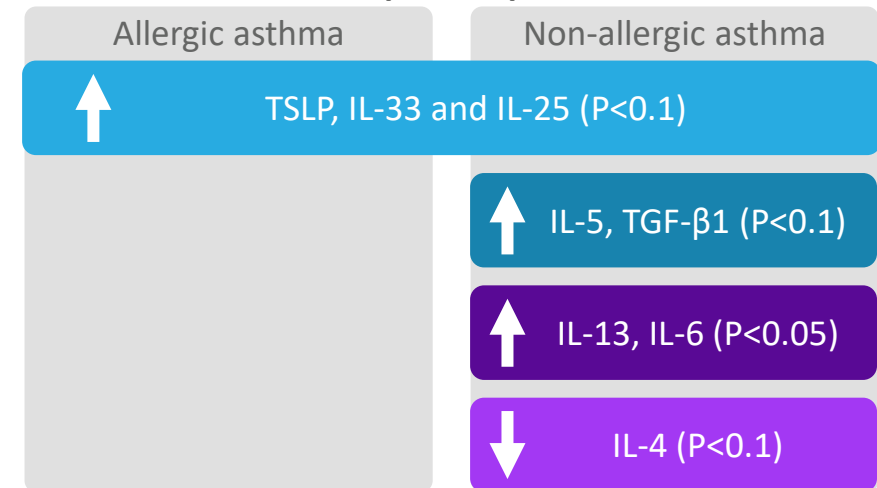 Allergic asthma
Non-allergic asthma
TSLP, IL-33 and IL-25 (P<0.1)
IL-5, TGF-β1 (P<0.1)
IL-13, IL-6 (P<0.05)
IL-4 (P<0.1)